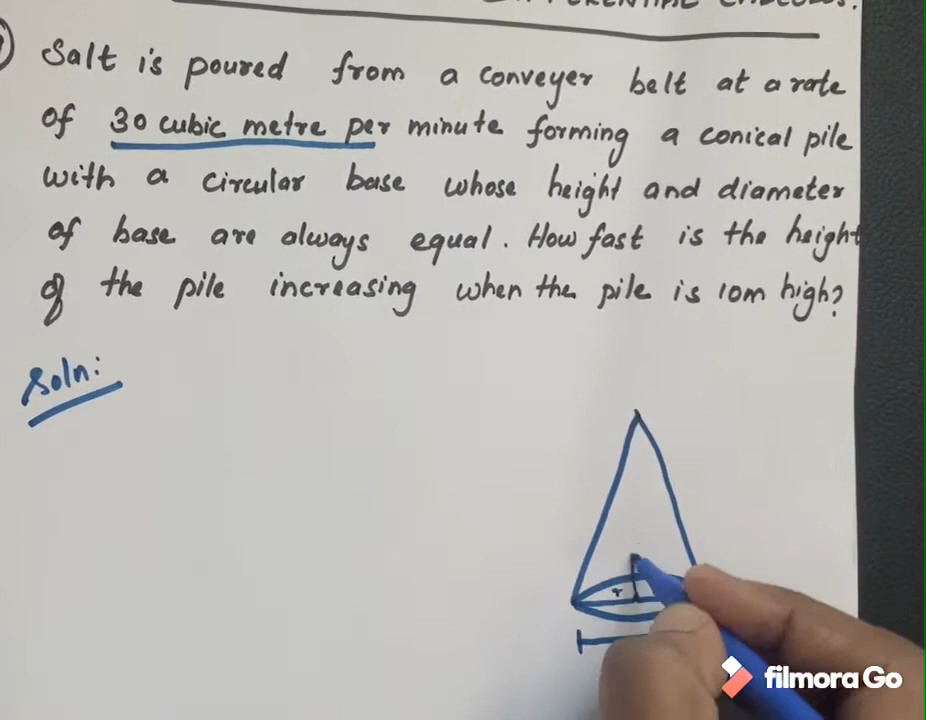 Salt is poured from a conveyer belt at a rate
of 30 cubic metre per minute forming a conical pile
with a circular base whose height and diameter
of base are always equal. How fast is the height
of the pile increasing when the pile is 10m high?
Soln:
r
filmora Go